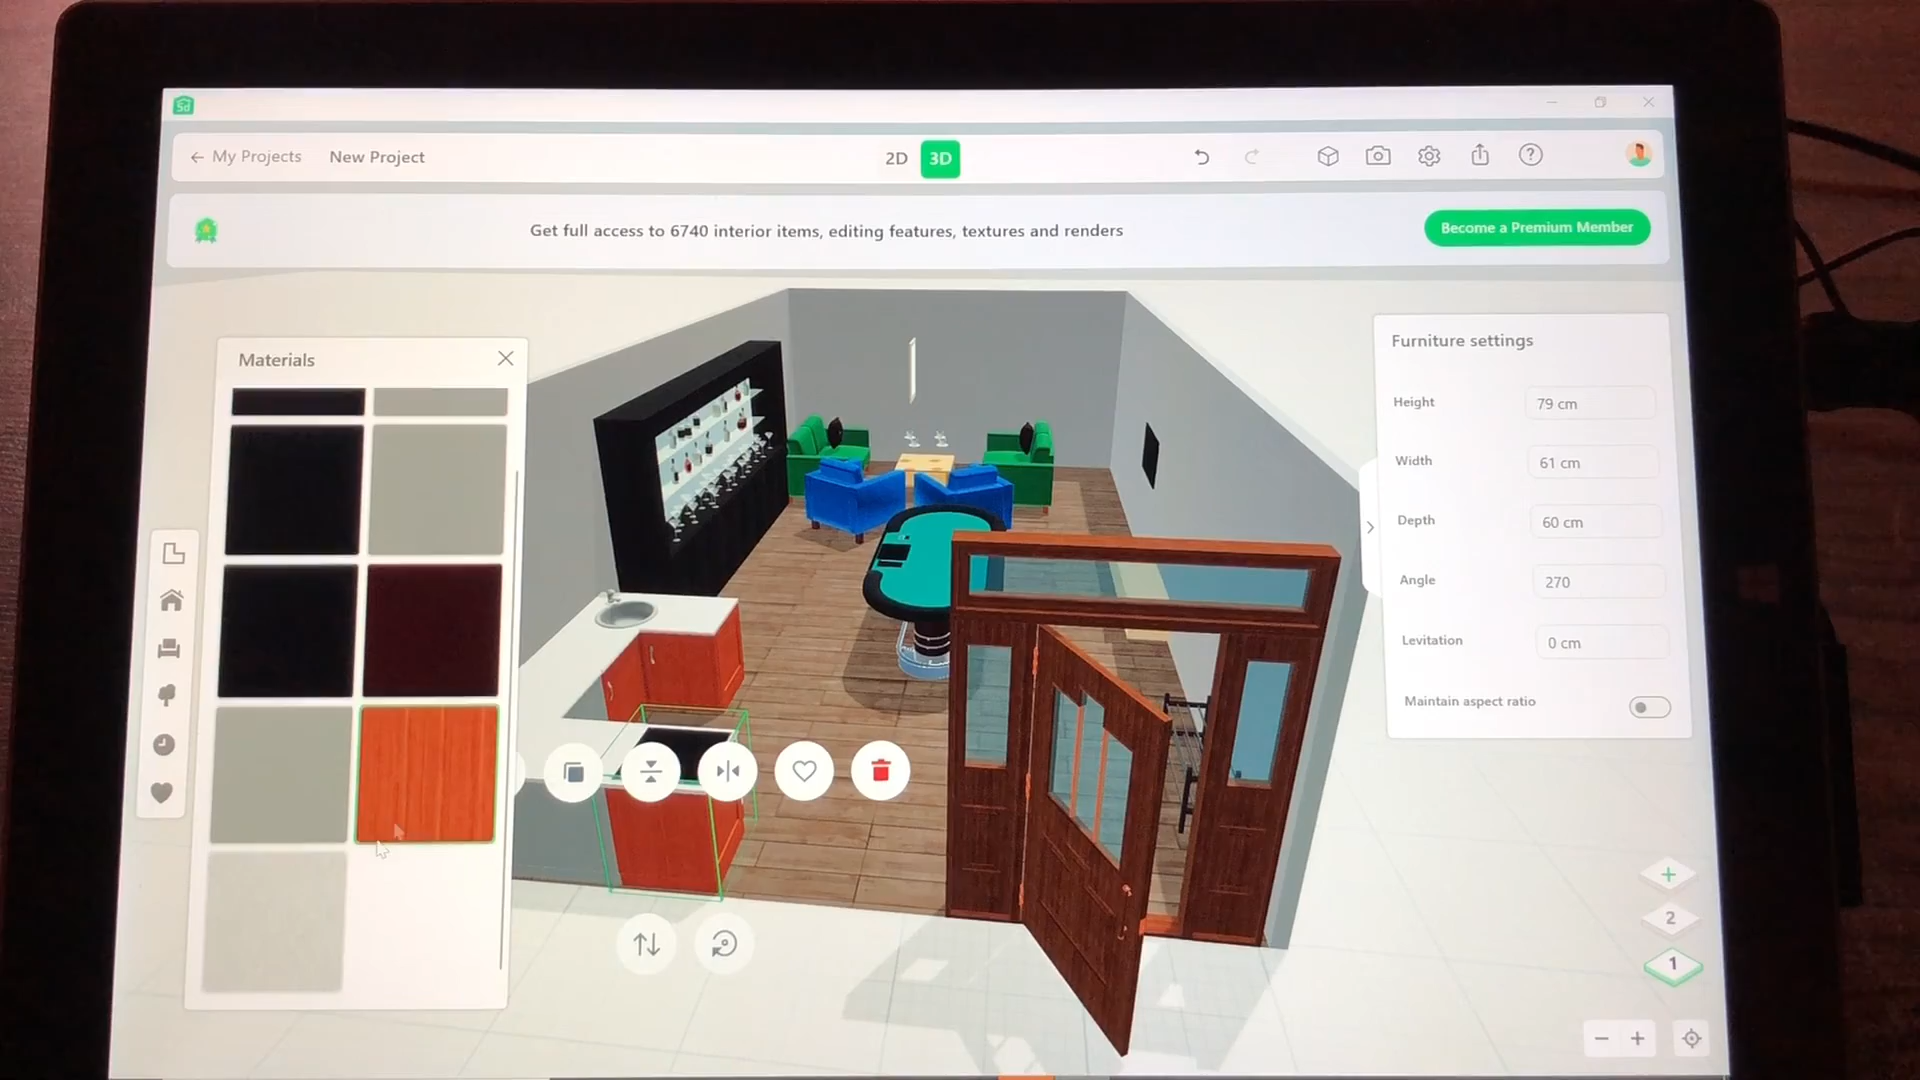 5d
My Projects
New Project
2D
3D
?
Get full access to 6740 interior items, editing features, textures and renders
Become a Premium Member
Materials
Furniture settings
Height
79 cm
Width
61 cm
Depth
60 cm
Angle
270
Levitation
0 cm
Maintain aspect ratio
2
1